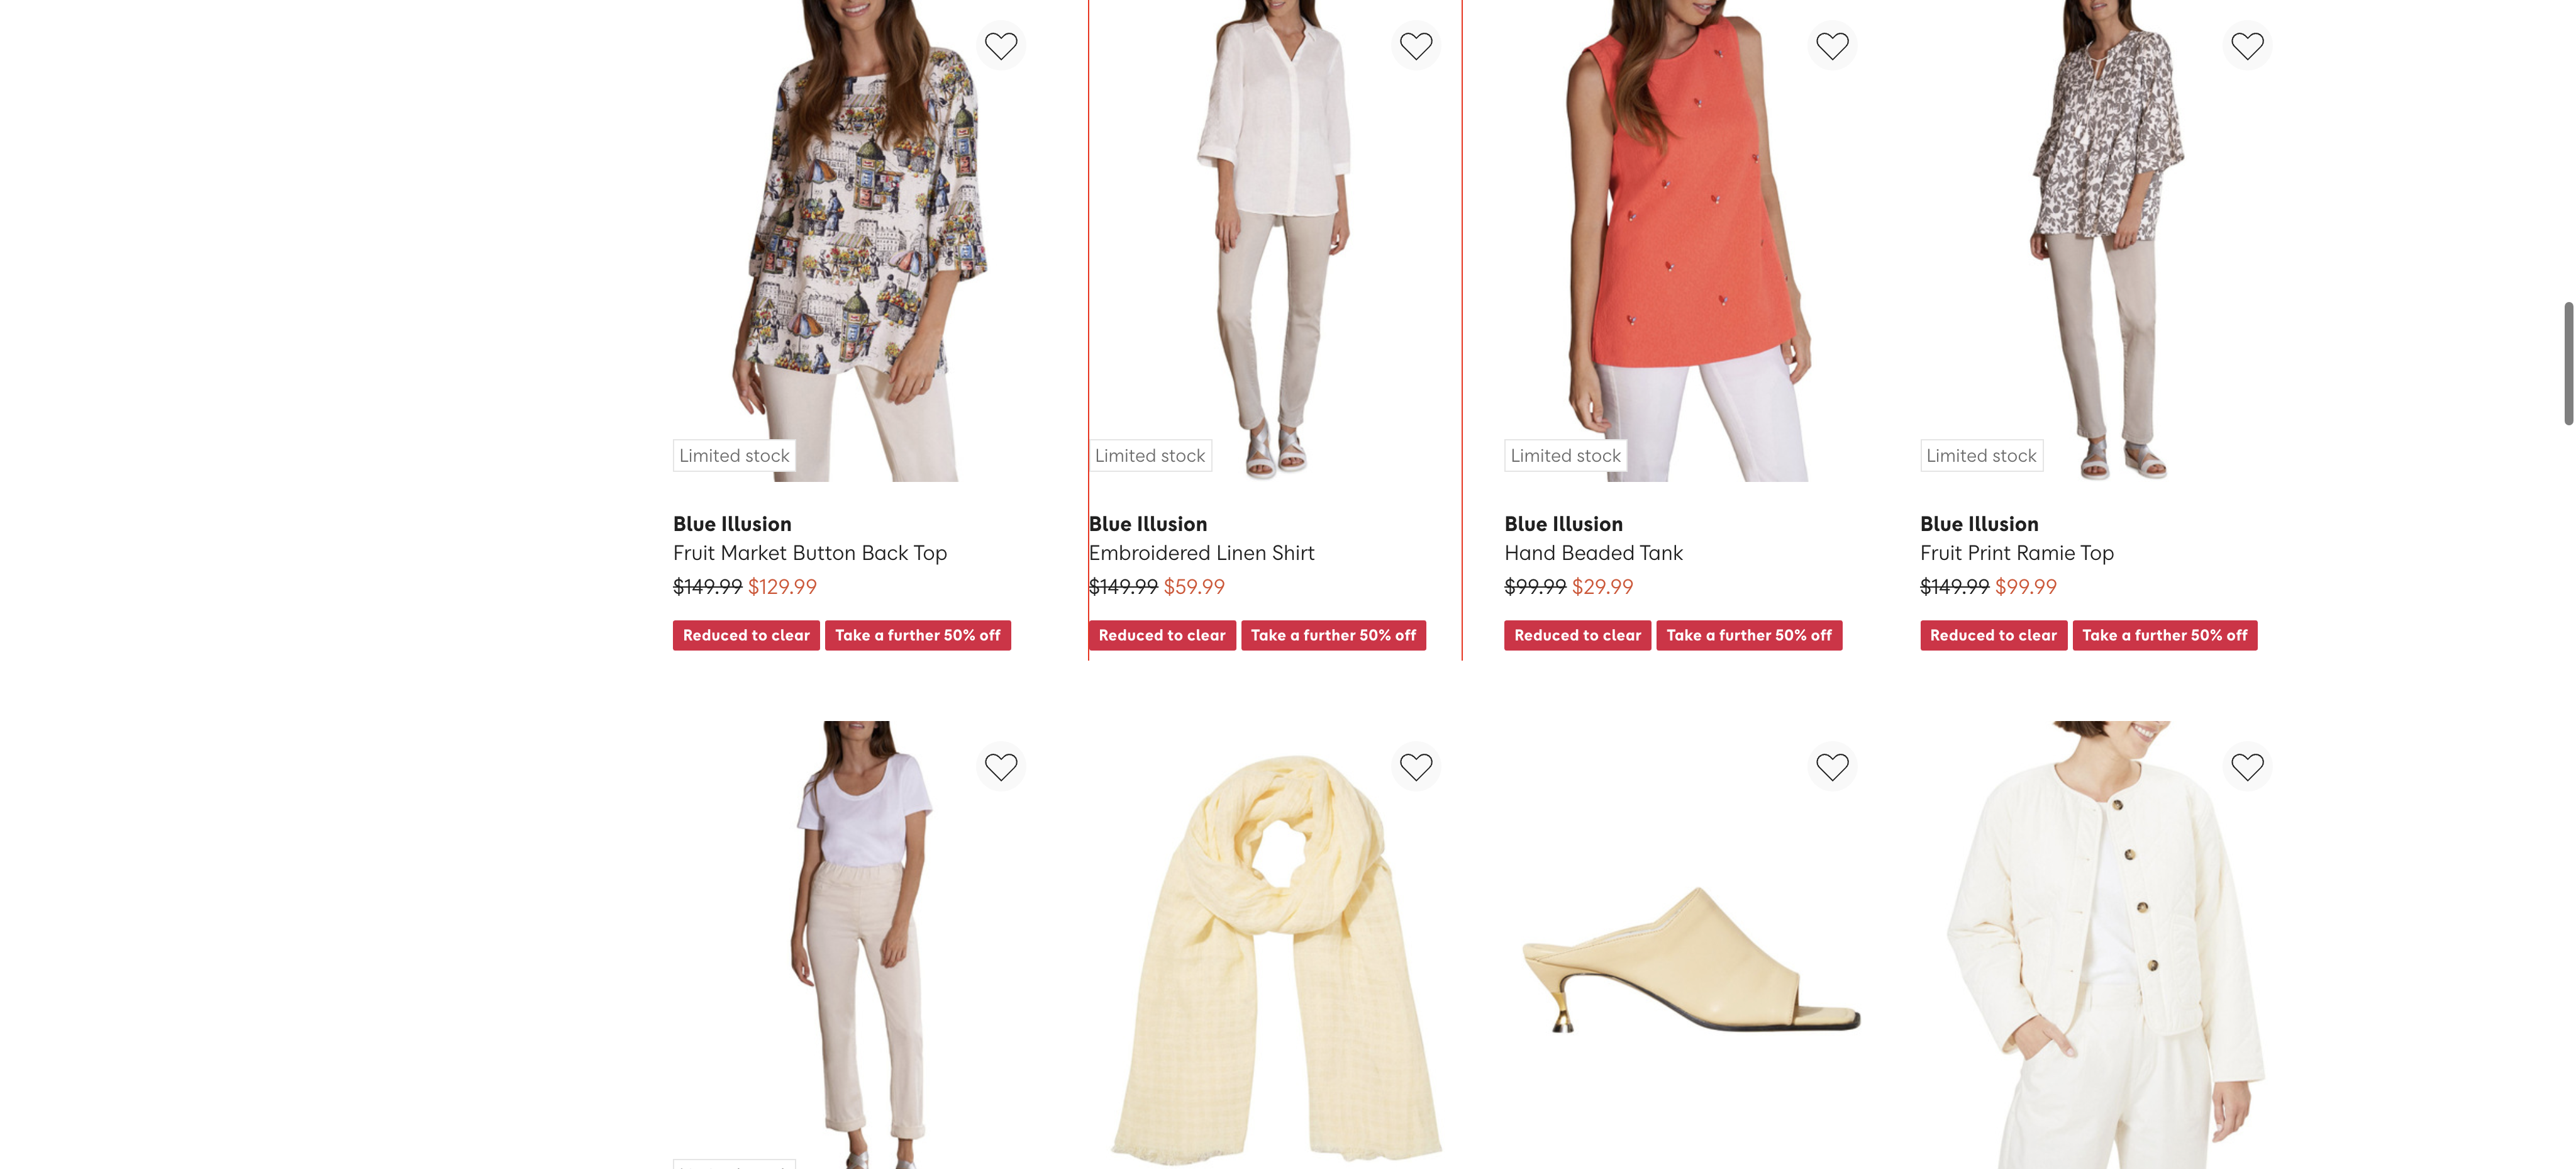 Limited stock
Limited stock
Limited stock
Limited stock
Blue Illusion
Fruit Market Button Back Top
$149.99 $129.99
Reduced to clear Take a further 50% off
Blue Illusion
Embroidered Linen Shirt
$149.99 $59.99
Reduced to clear Take a further 50% off
Blue Illusion
Hand Beaded Tank
$99.99 $29.99
Reduced to clear Take a further 50% off
Blue Illusion
Fruit Print Ramie Top
$149.99 $99.99
Reduced to clear Take a further 50% off